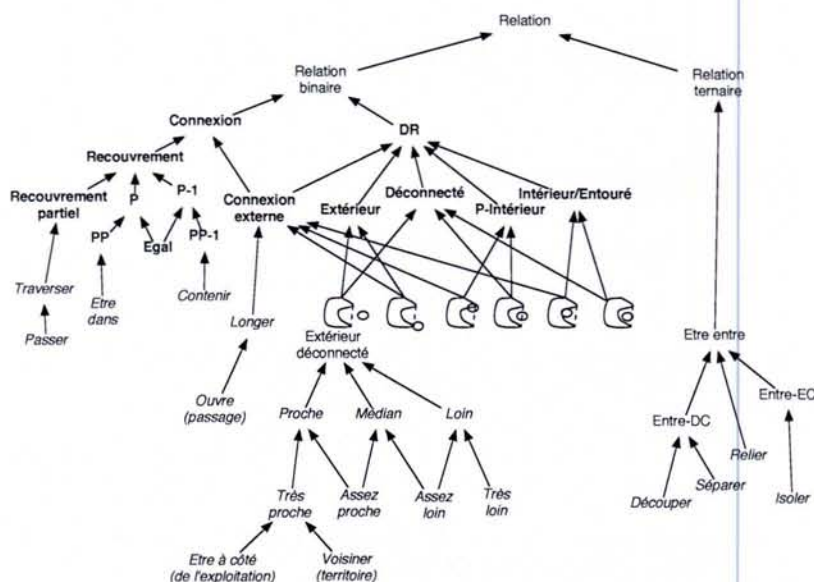 Relation
Relation
binaire
Relation
ternaire
Connexion
DR
Recouvrement
Recouvrement
partiel
P
P-1
Connexion
externe
Extérieur
Déconnecté
P-Intérieur
Intérieur/Entouré
PP
Egal
PP-1
Traverser
Etre
dans
Contenir
Passer
Longer
Extérieur
déconnecté
Etre entre
Ouvre
(passage)
Proche
Médian
Loin
Entre-DC
Entre-EC
Relier
Découper
Séparer
Isoler
Très
proche
Assez
proche
Assez
loin
Très
loin
Etre à côté
(de l'exploitation)
Voisiner
(territoire)